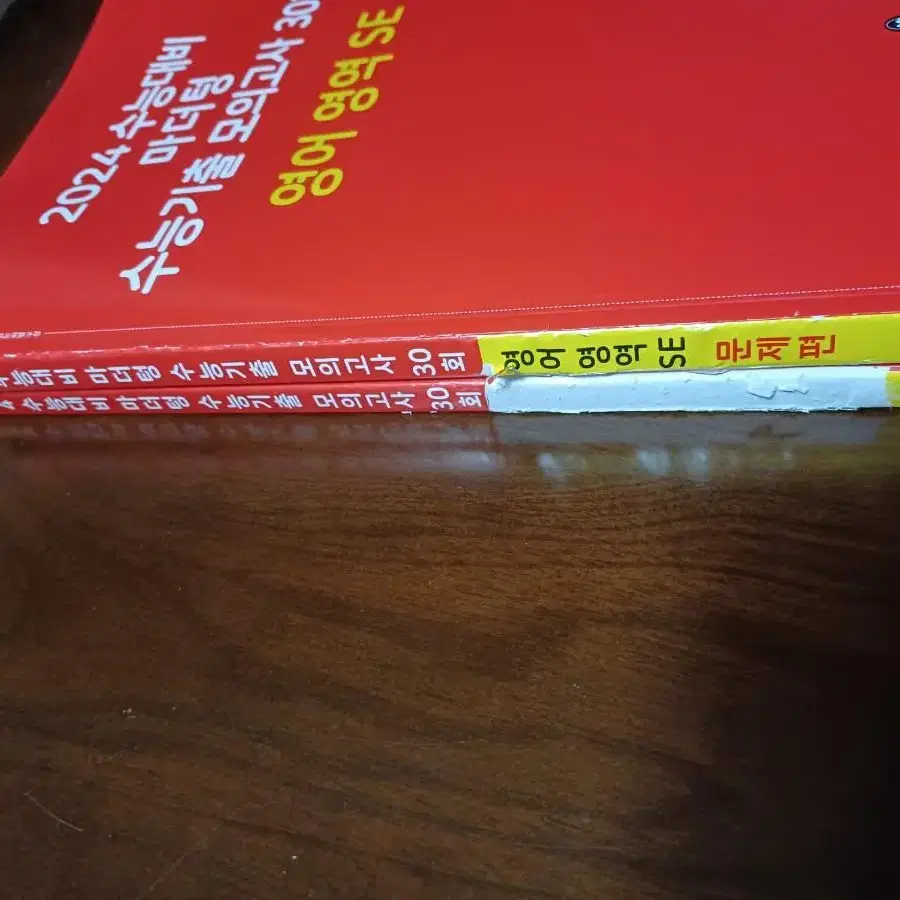 2024 수능대비
마더텅
수능기출 모의고사 30
영어 영역 SE
수능대비 마더텅 수능기출 모의고사 30회 영어 영역 SE 문제편
수능대비 마더텅 수능기출 모의고사 30회